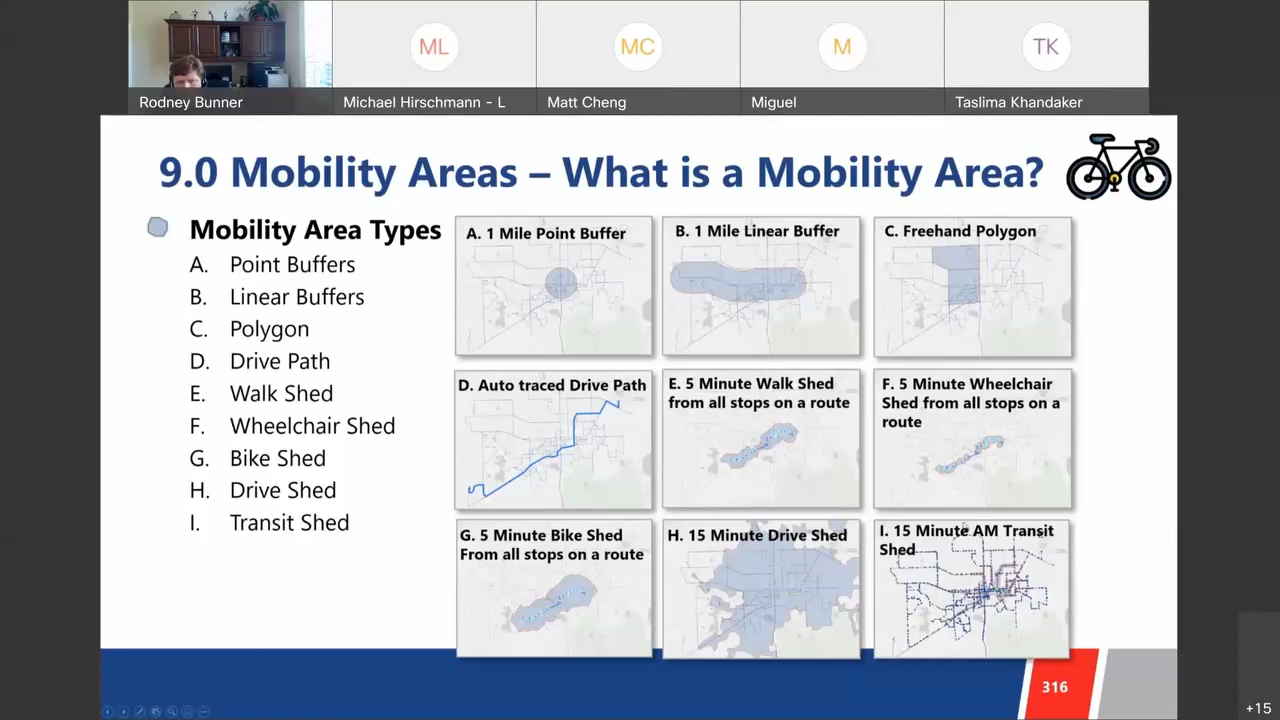 ML
MC
M
TK
Rodney Bunner
Michael Hirschmann - L
Matt Cheng
Miguel
Taslima Khandaker
9.0 Mobility Areas – What is a Mobility Area?
Mobility Area Types
A. Point Buffers
B. Linear Buffers
C. Polygon
D. Drive Path
E. Walk Shed
F. Wheelchair Shed
G. Bike Shed
H. Drive Shed
I. Transit Shed
A. 1 Mile Point Buffer
B. 1 Mile Linear Buffer
C. Freehand Polygon
D. Auto traced Drive Path
E. 5 Minute Walk Shed
from all stops on a route
F. 5 Minute Wheelchair
Shed from all stops on a
route
G. 5 Minute Bike Shed
From all stops on a route
H. 15 Minute Drive Shed
I. 15 Minute AM Transit
Shed
316
+15